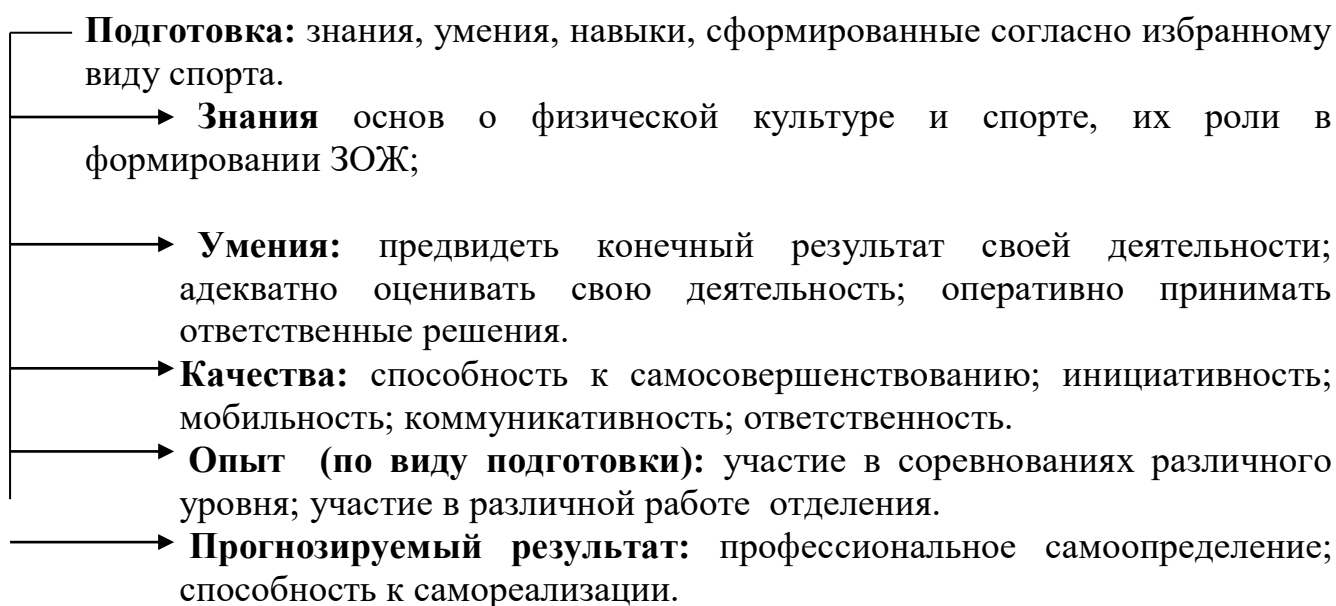 Подготовка: знания, умения, навыки, сформированные согласно избранному
виду спорта.
Знания основ о физической культуре и спорте, их роли в
формировании ЗОЖ;
Умения: предвидеть конечный результат своей деятельности;
адекватно оценивать свою деятельность; оперативно принимать
ответственные решения.
Качества: способность к самосовершенствованию; инициативность;
мобильность; коммуникативность; ответственность.
Опыт (по виду подготовки): участие в соревнованиях различного
уровня; участие в различной работе отделения.
Прогнозируемый результат: профессиональное самоопределение;
способность к самореализации.